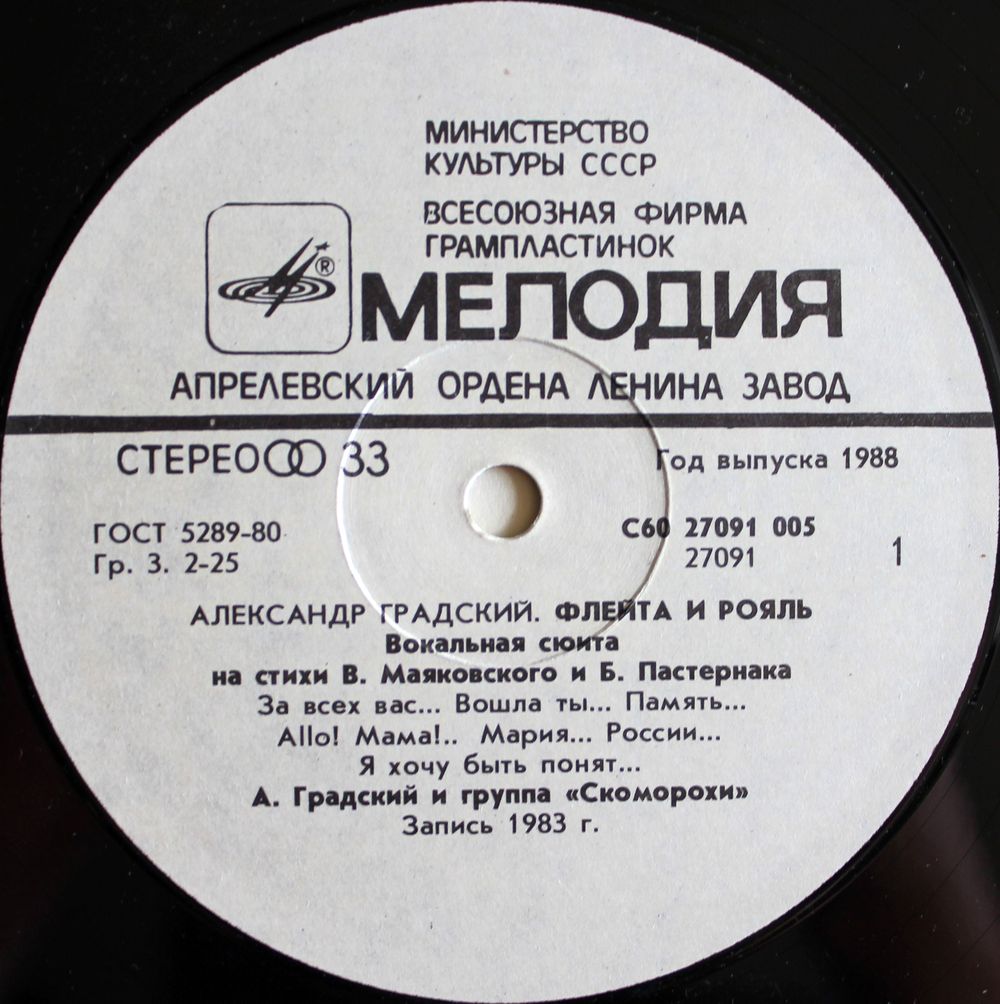 МИНИСТЕРСТВО
КУЛЬТУРЫ СССР
ВСЕСОЮЗНАЯ ФИРМА
ГРАМПЛАСТИНОК
®
МЕЛОДИЯ
АПРЕЛЕВСКИЙ ОРДЕНА ЛЕНИНА ЗАВОД
СТЕРЕО 33
Год выпуска 1988
ГОСТ 5289-80
Гр. 3. 2-25
С60 27091 005
27091
1
АЛЕКСАНДР ГРАДСКИЙ. ФЛЕЙТА И РОЯЛЬ
Вокальная сюита
на стихи В. Маяковского и Б. Пастернака
За всех вас... Вошла ты... Память...
Allo! Мама!.. Мария... России...
Я хочу быть понят...
А. Градский и группа «Скоморохи»
Запись 1983 г.